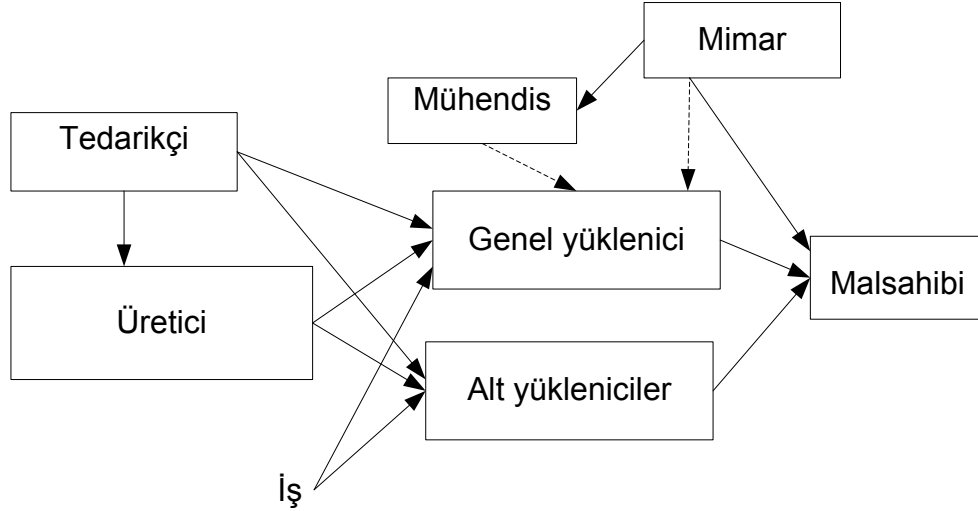 Mimar
Mühendis
Tedarikçi
Genel yüklenici
Malsahibi
Üretici
Alt yükleniciler
İş